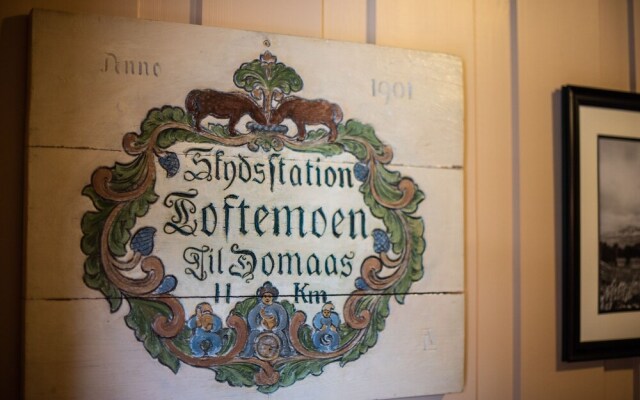 Anno 1901
Skydsstation
Toftemoen
Til Domaas
11 Km